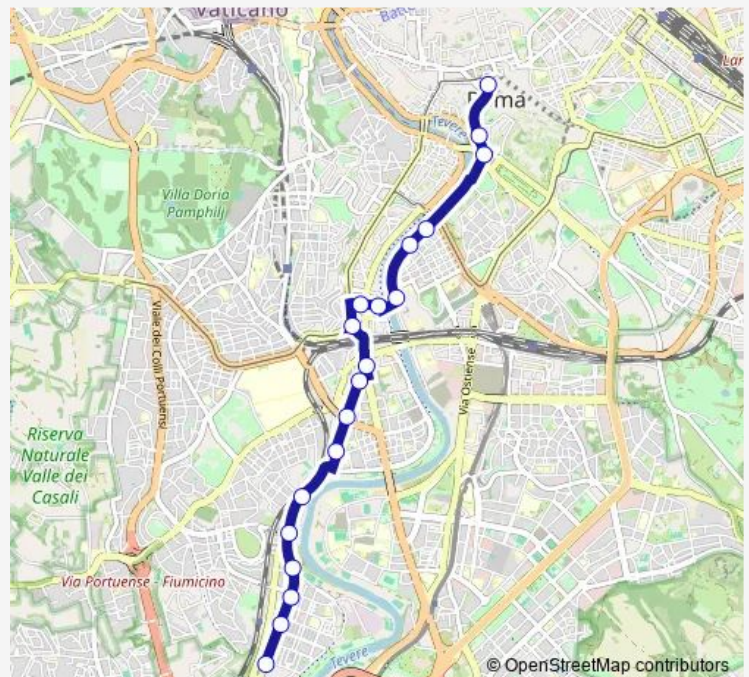 Vaticano
Roma
Tevere
Villa Doria
Pamphilj
Viale dei Colli Portuensi
Via Ostiense
Riserva
Naturale
Valle dei
Casali
Via Portuense - Fiumicino
Tevere
© OpenStreetMap contributors